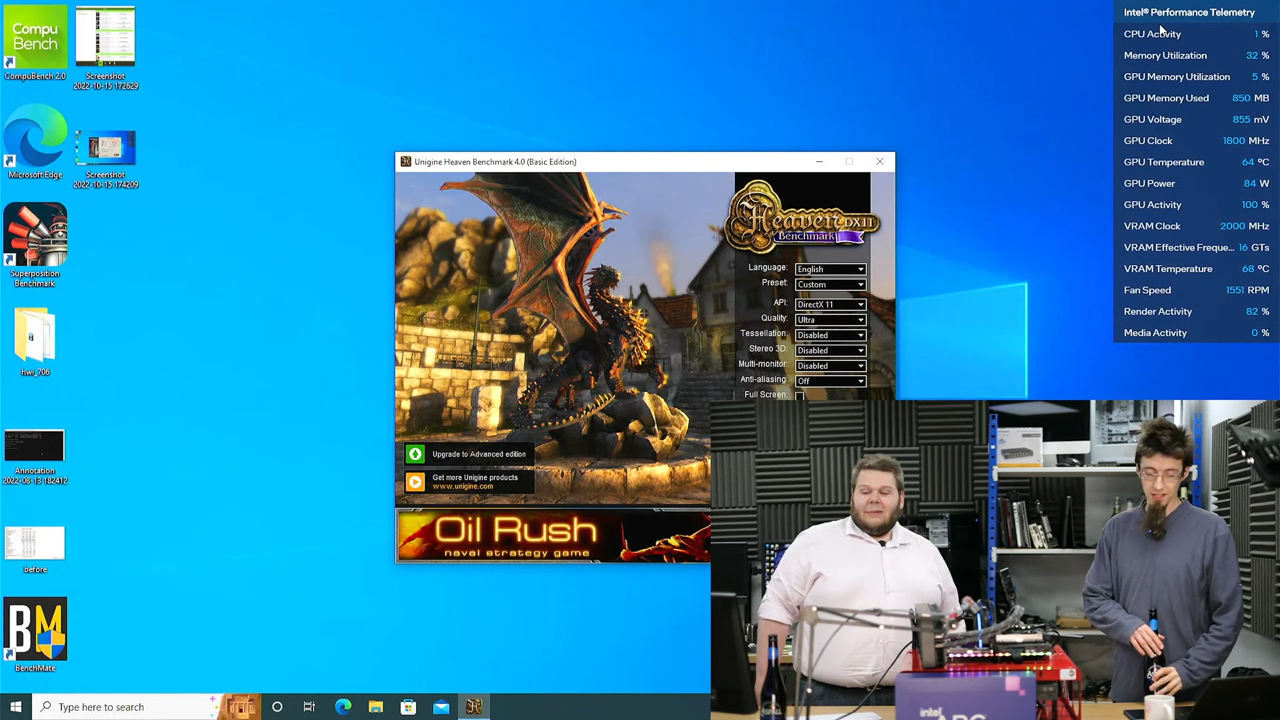 Compu
Bench
CompuBench 2.0
Screenshot
2022-10-15 172629
Microsoft Edge
Screenshot
2022-10-15 174209
Superposition
Benchmark
hwi_706
Annotation
2022-08-13 182412
Before
BM
BenchMate
Unigine Heaven Benchmark 4.0 (Basic Edition)
Heaven DX11
Benchmark
Language: English
Preset: Custom
API: DirectX 11
Quality: Ultra
Tessellation: Disabled
Stereo 3D: Disabled
Multi-monitor: Disabled
Anti-aliasing: Off
Full Screen:
Upgrade to Advanced edition
Get more Unigine products
www.unigine.com
Oil Rush
naval strategy game
Intel® Performance Telemetry
CPU Activity 1 %
Memory Utilization 32 %
GPU Memory Utilization 5 %
GPU Memory Used 850 MB
GPU Voltage 855 mV
GPU Clock 1800 MHz
GPU Temperature 64 ºC
GPU Power 84 W
GPU Activity 100 %
VRAM Clock 2000 MHz
VRAM Effective Freque... 16 GTs
VRAM Temperature 68 ºC
Fan Speed 1551 RPM
Render Activity 82 %
Media Activity 0 %
intel
ARC
Type here to search